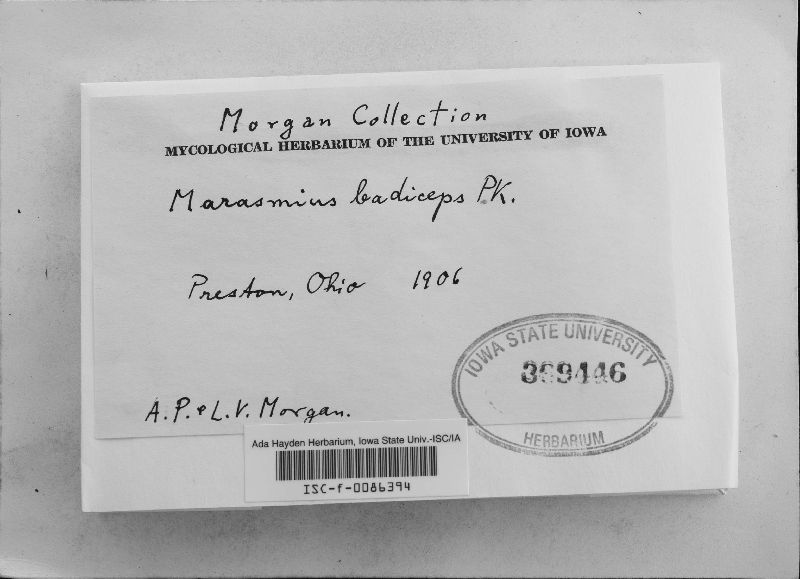 Morgan Collection
MYCOLOGICAL HERBARIUM OF THE UNIVERSITY OF IOWA
Marasmius badiceps PK.
Preston, Ohio 1906
IOWA STATE UNIVERSITY
369446
HERBARIUM
A.P. & L.V. Morgan.
Ada Hayden Herbarium, Iowa State Univ.-ISC/IA
ISC-f-0086394